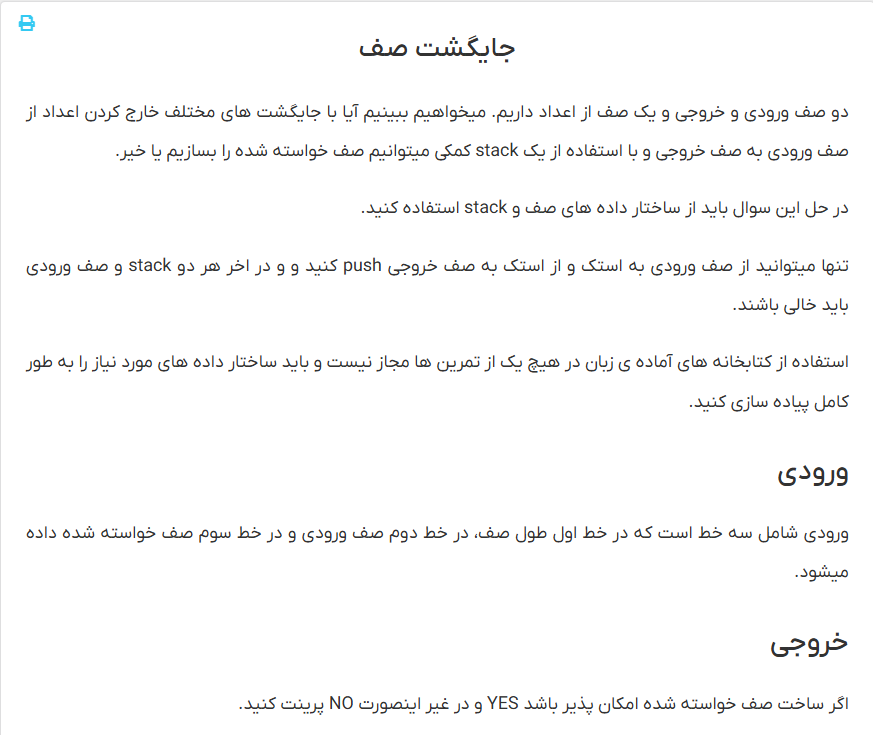 جایگشت صف
دو صف ورودی و خروجی و یک صف از اعداد داریم. میخواهیم ببینیم آیا با جایگشت های مختلف خارج کردن اعداد از
صف ورودی به صف خروجی و با استفاده از یک stack کمکی میتوانیم صف خواسته شده را بسازیم یا خیر.
در حل این سوال باید از ساختار داده های صف و stack استفاده کنید.
تنها میتوانید از صف ورودی به استک و از استک به صف خروجی push کنید و و در اخر هر دو stack و صف ورودی
باید خالی باشند.
استفاده از کتابخانه های آماده ی زبان در هیچ یک از تمرین ها مجاز نیست و باید ساختار داده های مورد نیاز را به طور
کامل پیاده سازی کنید.
ورودی
ورودی شامل سه خط است که در خط اول طول صف، در خط دوم صف ورودی و در خط سوم صف خواسته شده داده
میشود.
خروجی
اگر ساخت صف خواسته شده امکان پذیر باشد YES و در غیر اینصورت NO پرینت کنید.